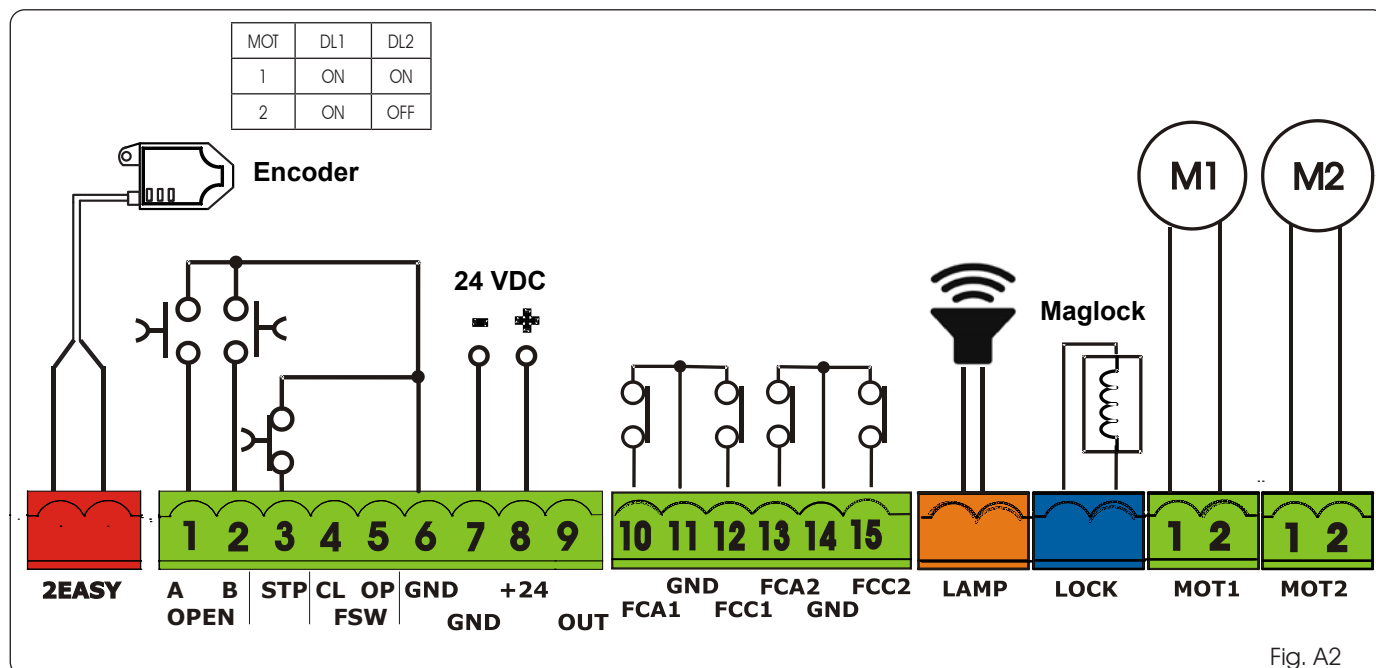 MOT DL1 DL2
1 ON ON
2 ON OFF
Encoder
24 VDC
- +
Maglock
M1 M2
1 2 3 4 5 6 7 8 9 10 11 12 13 14 15 1 2 1 2
2EASY A B STP CL OP GND +24 GND FCA2 FCC2 LAMP LOCK MOT1 MOT2
OPEN FSW GND OUT FCA1 FCC1 GND
Fig. A2